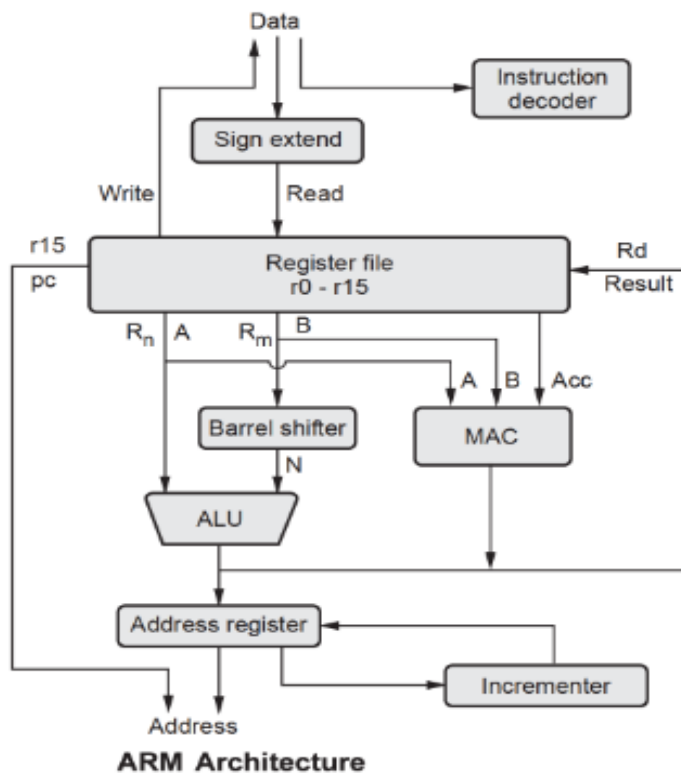 Data
Instruction
decoder
Sign extend
Write
Read
r15
pc
Register file
r0 - r15
Rd
Result
Rn
A
Rm
B
A
B
Acc
Barrel shifter
MAC
N
ALU
Address register
Incrementer
Address
ARM Architecture